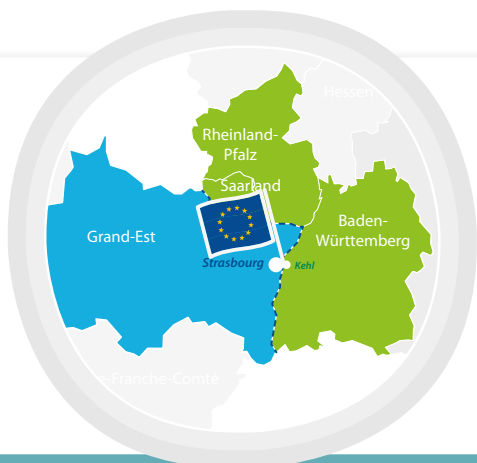 Hessen
Rheinland-
Pfalz
Saarland
Grand-Est
Baden-
Württemberg
Strasbourg
Kehl
e-Franche-Comté